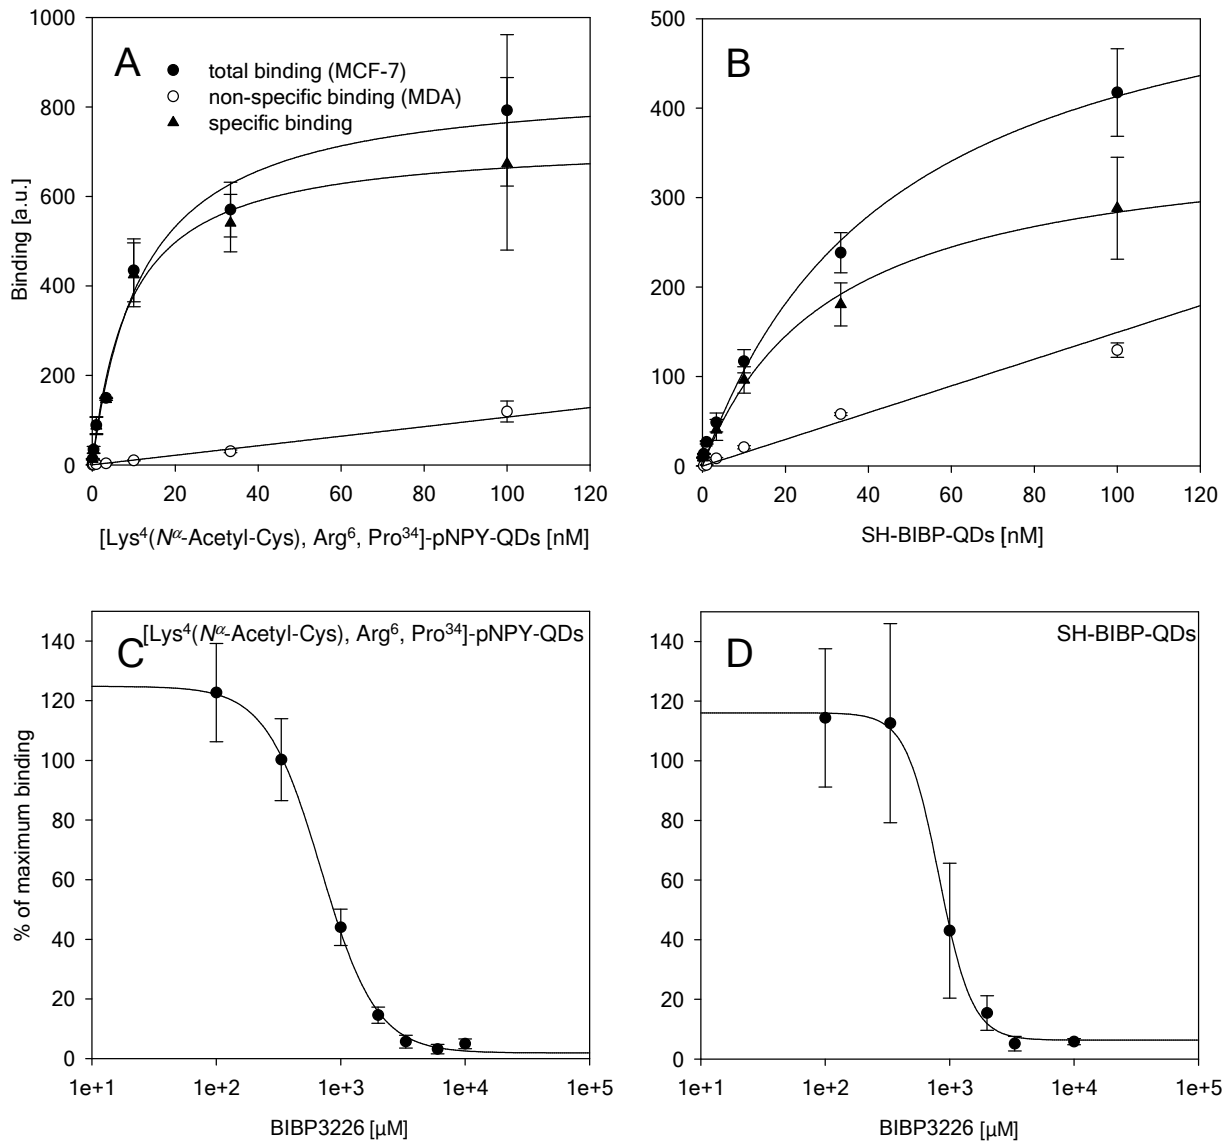 A
total binding (MCF-7)
non-specific binding (MDA)
specific binding
Binding [a.u.]
1000
800
600
400
200
0
0 20 40 60 80 100 120
[Lys⁴(Nᵅ-Acetyl-Cys), Arg⁶, Pro³⁴]-pNPY-QDs [nM]
B
500
400
300
200
100
0
0 20 40 60 80 100 120
SH-BIBP-QDs [nM]
C
[Lys⁴(Nᵅ-Acetyl-Cys), Arg⁶, Pro³⁴]-pNPY-QDs
% of maximum binding
140
120
100
80
60
40
20
0
1e+1 1e+2 1e+3 1e+4 1e+5
BIBP3226 [µM]
D
SH-BIBP-QDs
140
120
100
80
60
40
20
0
1e+1 1e+2 1e+3 1e+4 1e+5
BIBP3226 [µM]